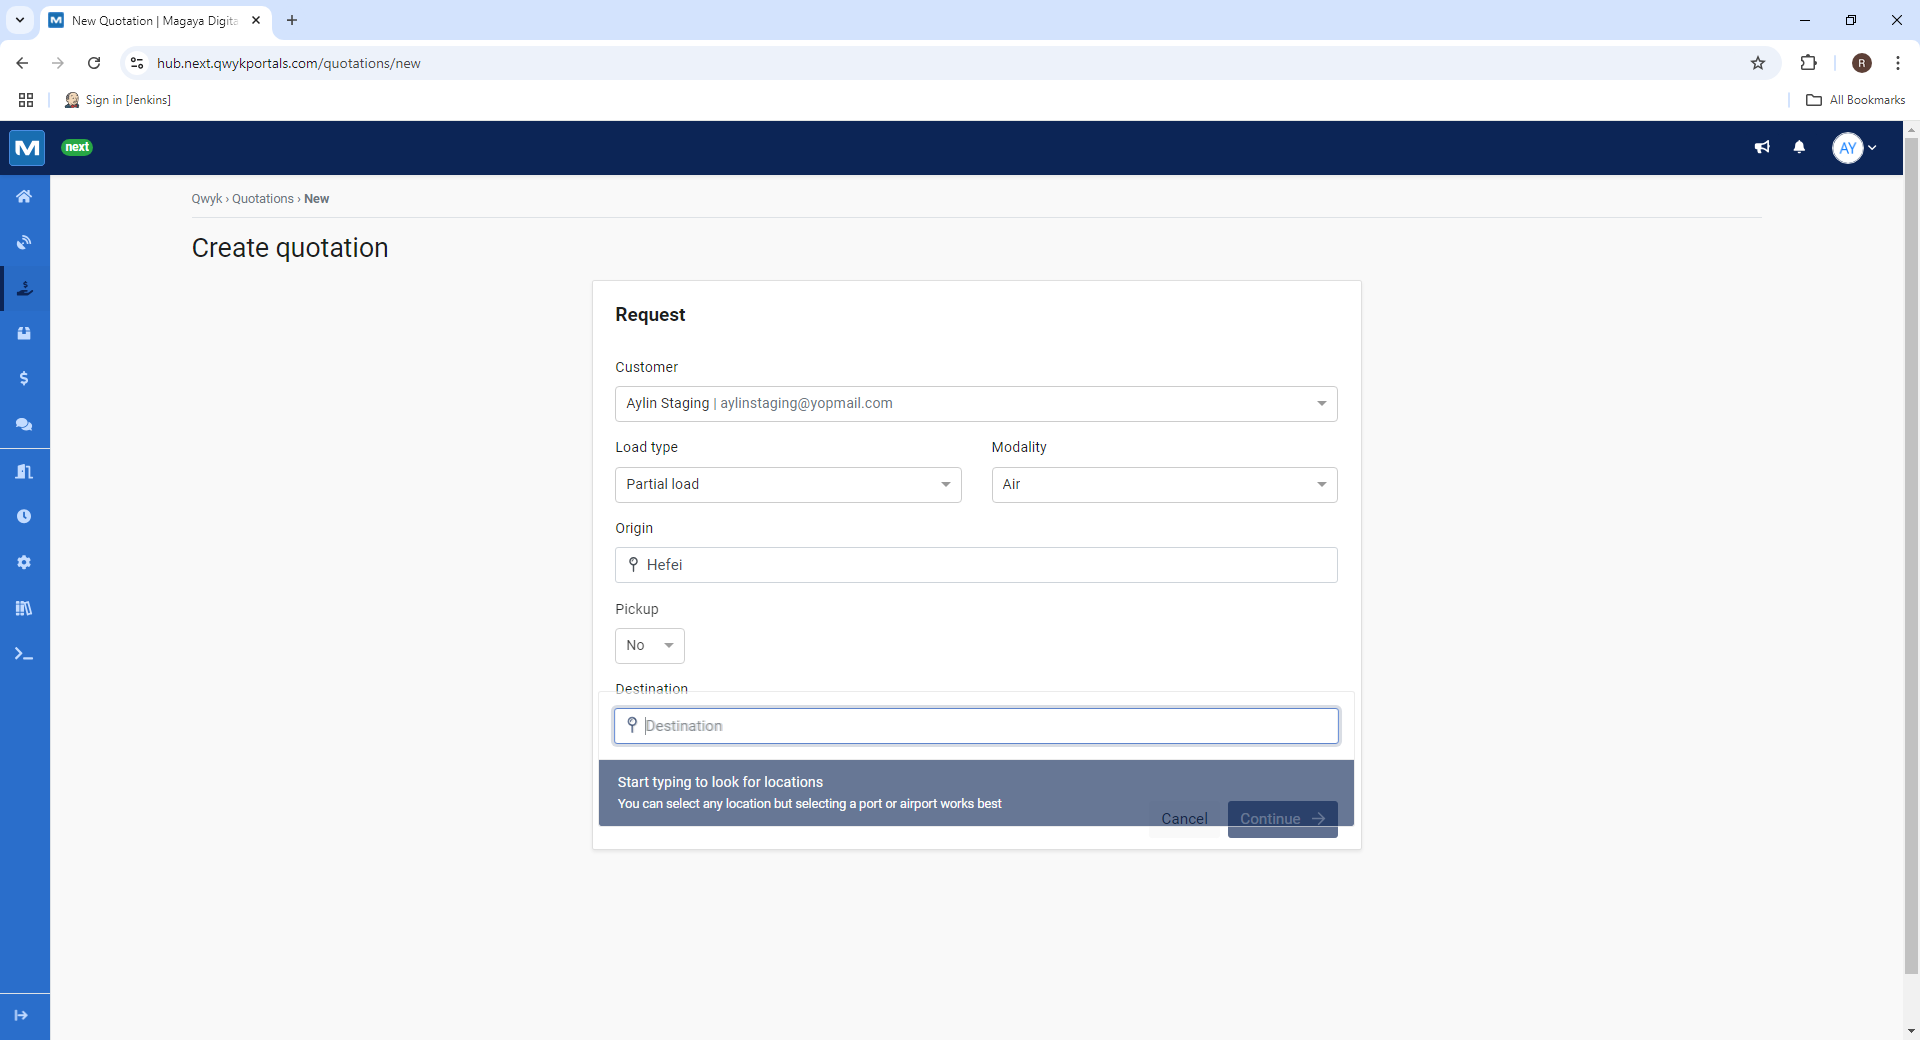 New Quotation | Magaya Digita
hub.next.qwykportals.com/quotations/new
R
Sign in [Jenkins]
All Bookmarks
M next
AY
Qwyk › Quotations › New
Create quotation
Request
Customer
Aylin Staging | aylinstaging@yopmail.com
Load type Modality
Partial load Air
Origin
Hefei
Pickup
No
Destination
Destination
Start typing to look for locations
You can select any location but selecting a port or airport works best
Cancel Continue